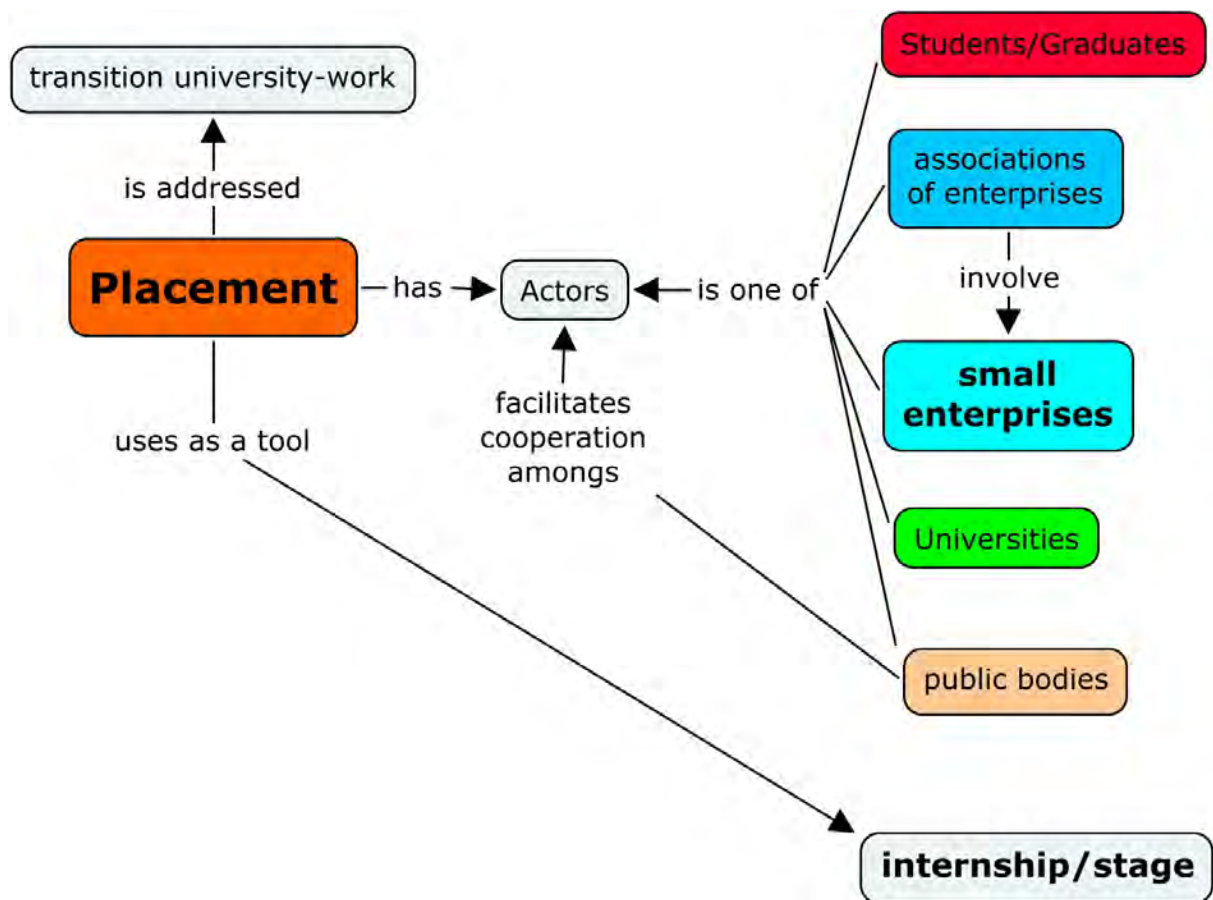 Students/Graduates
transition university-work
associations
of enterprises
is addressed
Placement
has
Actors
is one of
involve
small
enterprises
facilitates
cooperation
amongs
uses as a tool
Universities
public bodies
internship/stage